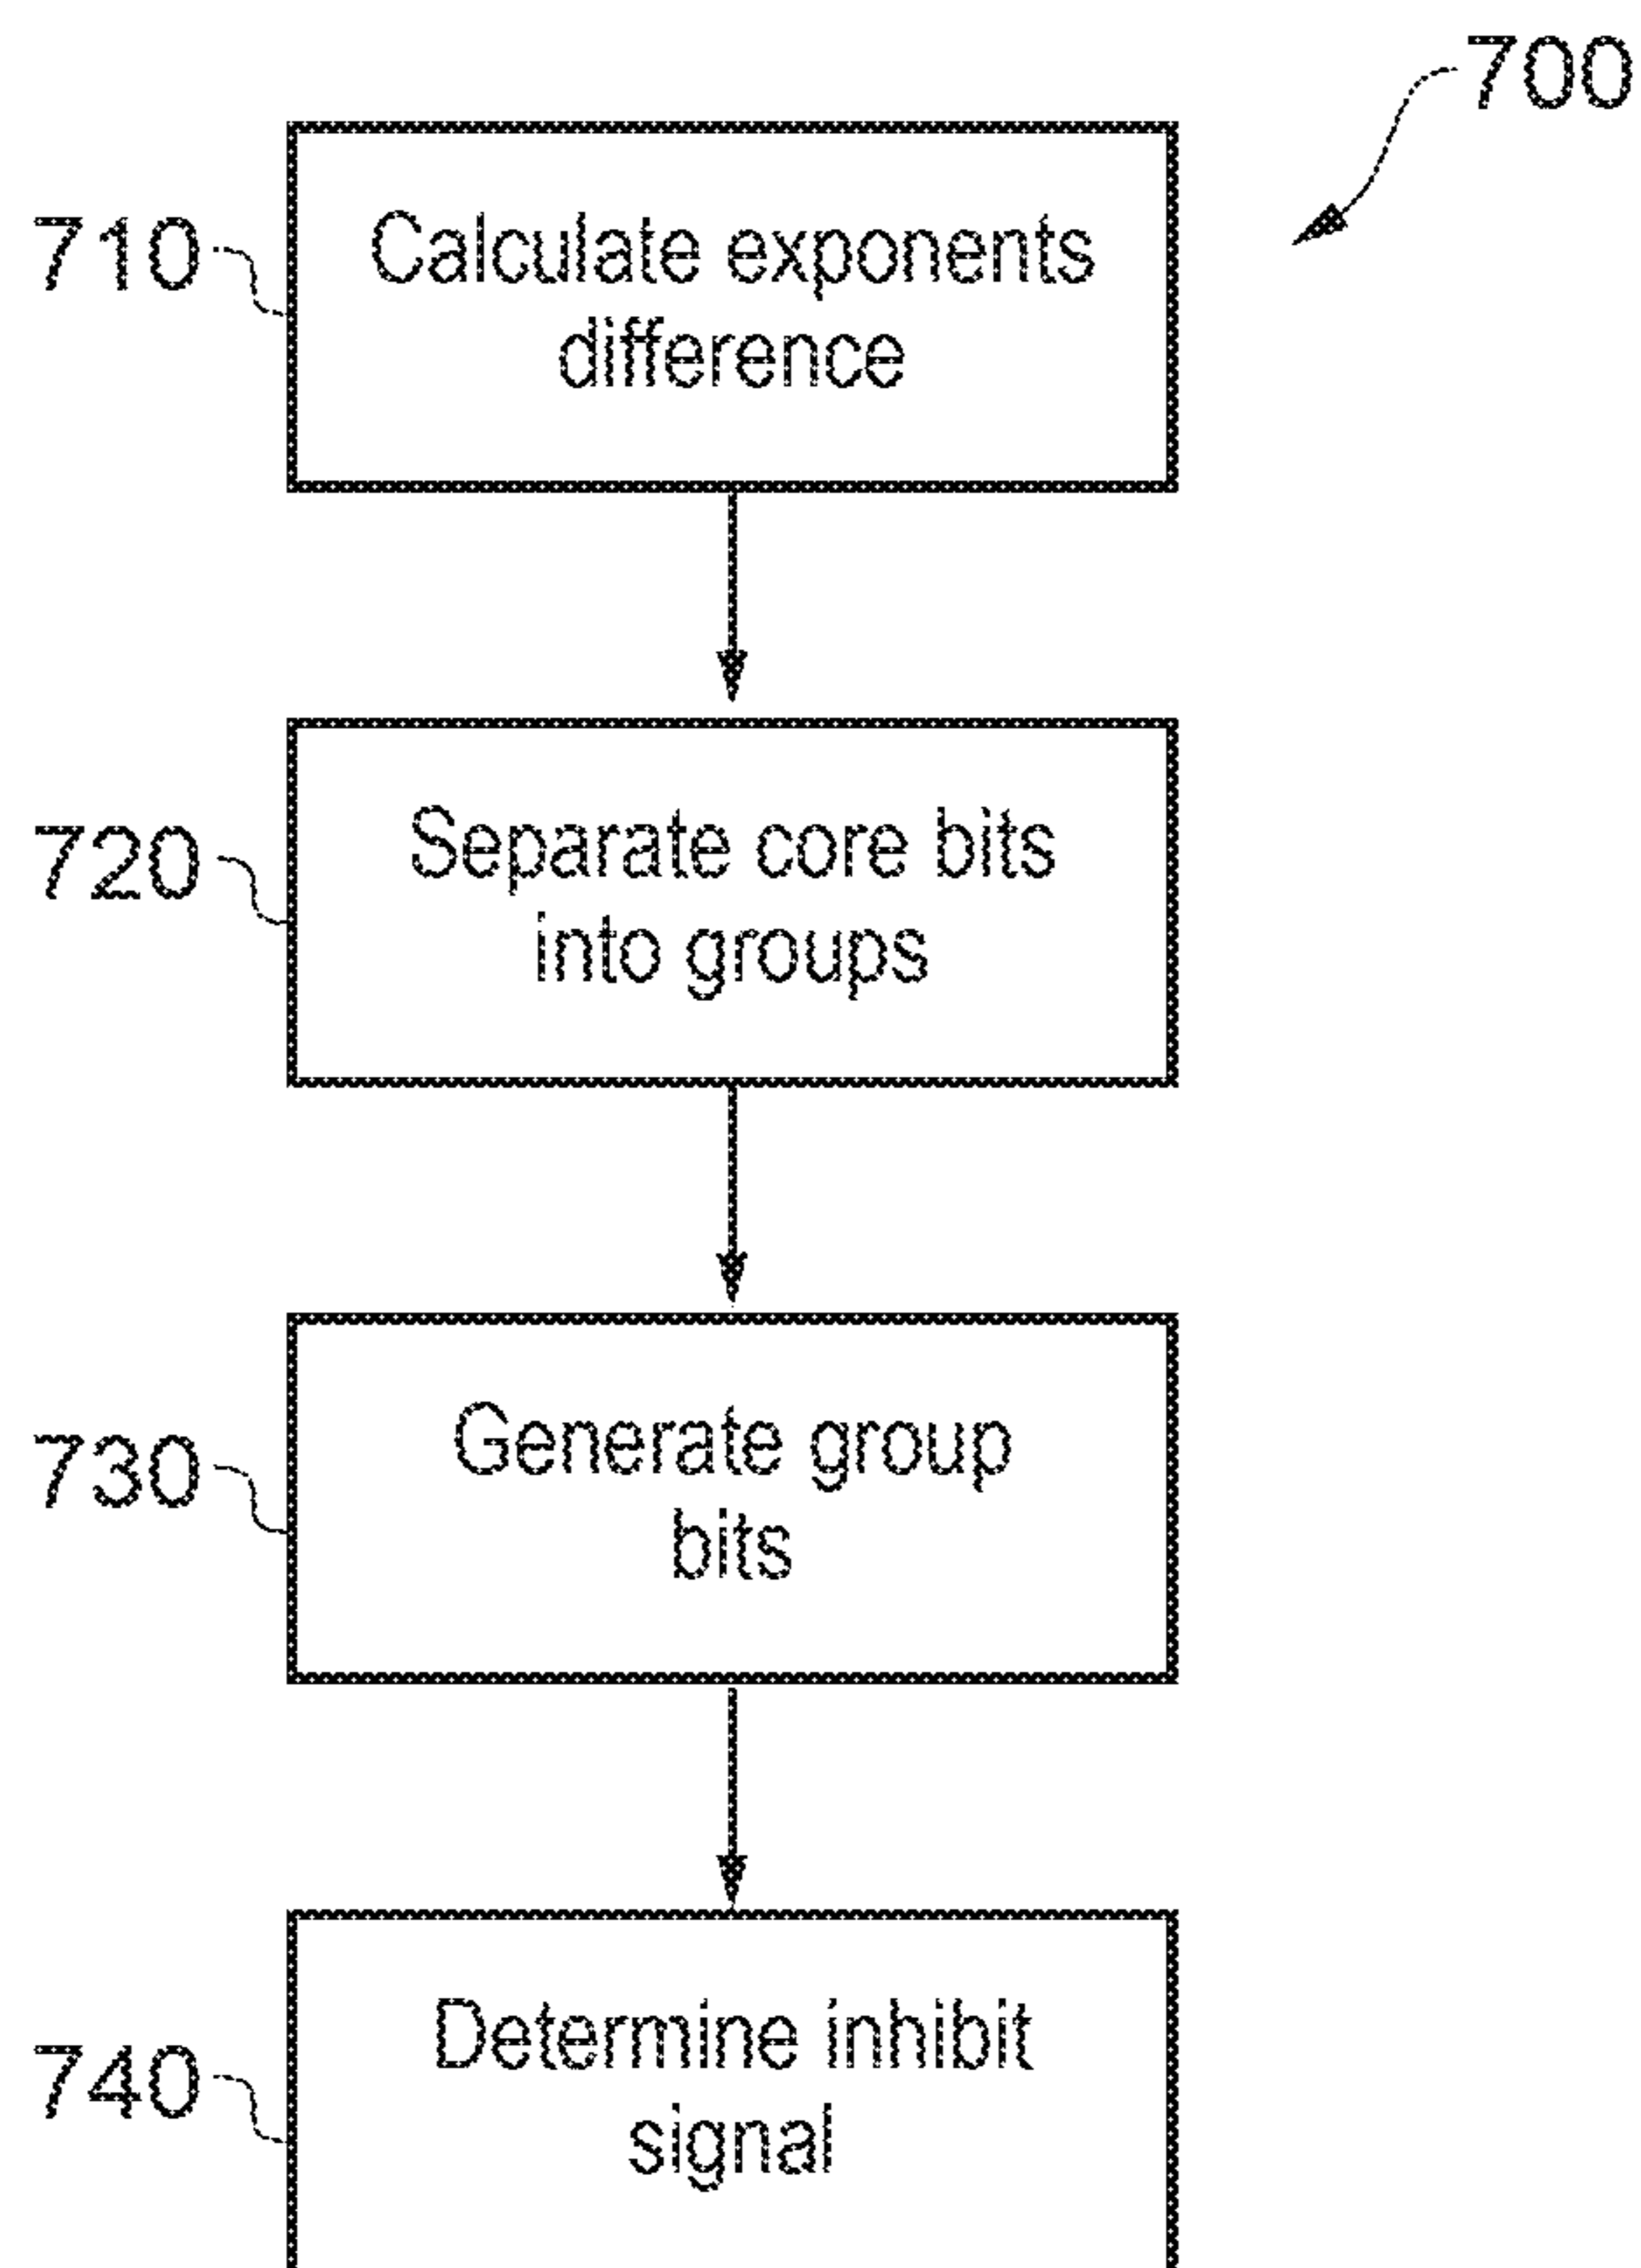 700
710
Calculate exponents
difference
720
Separate core bits
into groups
730
Generate group
bits
740
Determine inhibit
signal